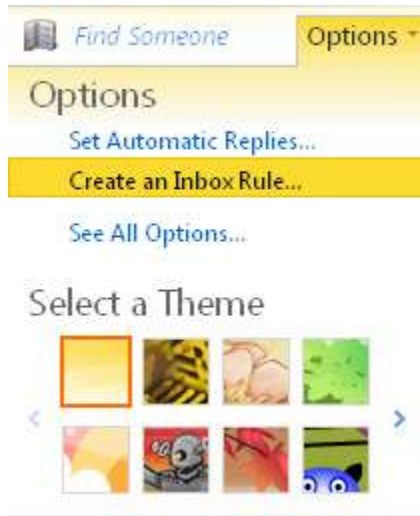 Find Someone
Options
Options
Set Automatic Replies...
Create an Inbox Rule...
See All Options...
Select a Theme